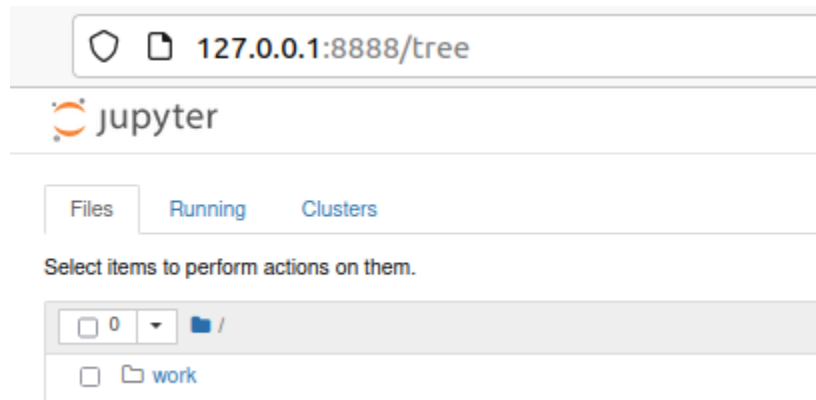 127.0.0.1:8888/tree
jupyter
Files Running Clusters
Select items to perform actions on them.
0 /
work